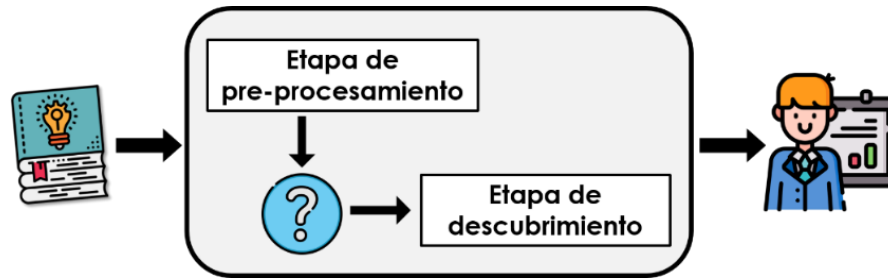 Etapa de
pre-procesamiento
?
Etapa de
descubrimiento